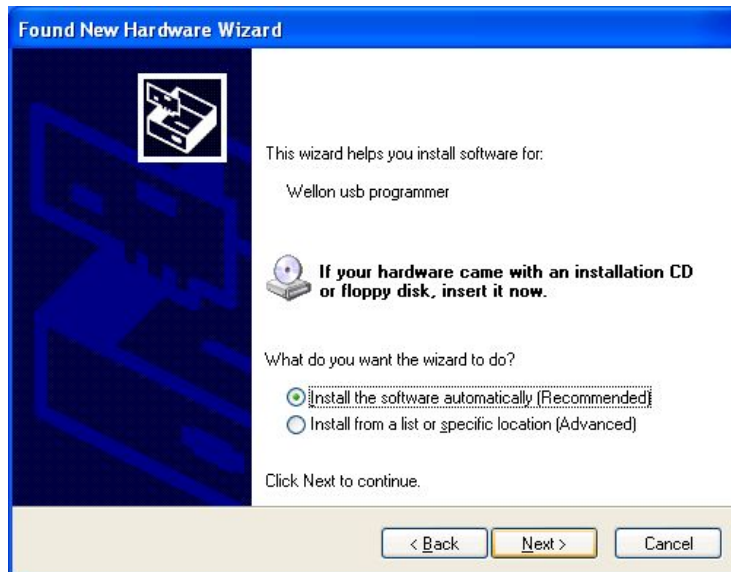 Found New Hardware Wizard
This wizard helps you install software for:
Wellon usb programmer
If your hardware came with an installation CD
or floppy disk, insert it now.
What do you want the wizard to do?
Install the software automatically (Recommended)
Install from a list or specific location (Advanced)
Click Next to continue.
< Back
Next >
Cancel